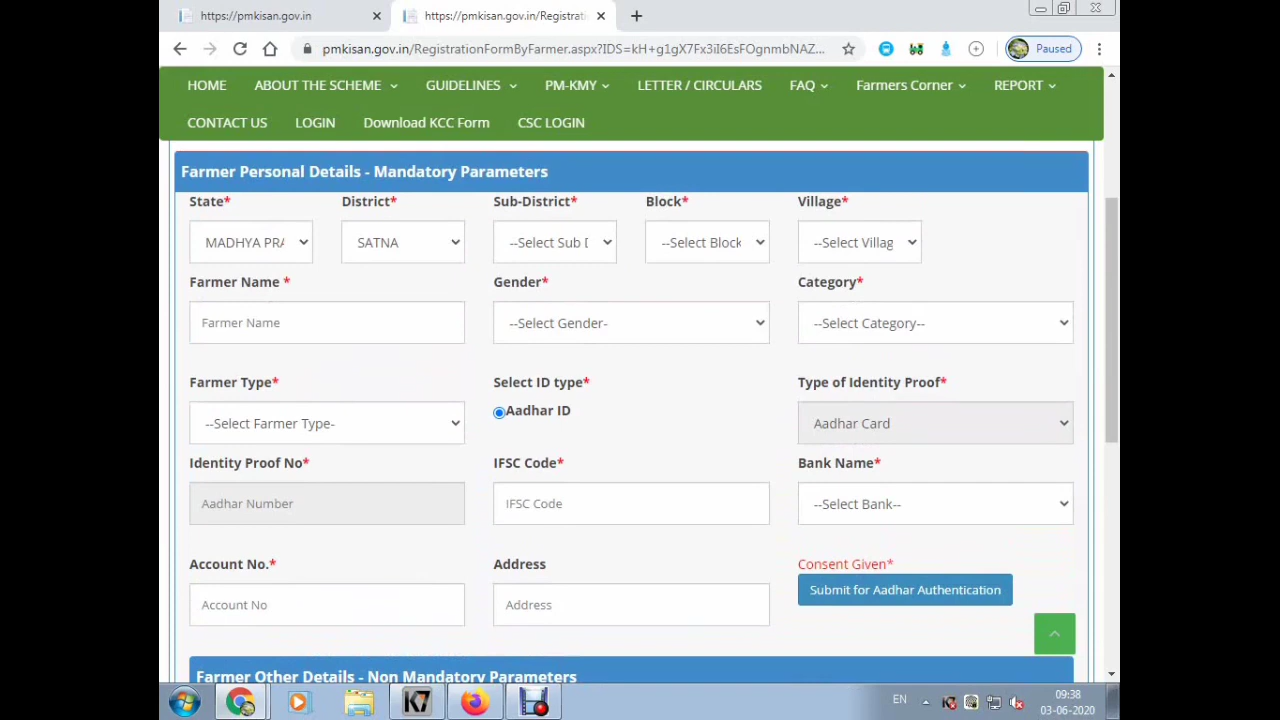 https://pmkisan.gov.in
https://pmkisan.gov.in/Registrati
pmkisan.gov.in/RegistrationFormByFarmer.aspx?IDS=kH+g1gX7Fx3iI6EsFOgnmbNAZ...
Paused
HOME ABOUT THE SCHEME GUIDELINES PM-KMY LETTER / CIRCULARS FAQ Farmers Corner REPORT
CONTACT US LOGIN Download KCC Form CSC LOGIN
Farmer Personal Details - Mandatory Parameters
State* District* Sub-District* Block* Village*
MADHYA PRA SATNA --Select Sub D --Select Block --Select Villag
Farmer Name * Gender* Category*
Farmer Name --Select Gender- --Select Category--
Farmer Type* Select ID type* Type of Identity Proof*
--Select Farmer Type- Aadhar ID Aadhar Card
Identity Proof No* IFSC Code* Bank Name*
Aadhar Number IFSC Code --Select Bank--
Account No.* Address Consent Given*
Account No Address Submit for Aadhar Authentication
Farmer Other Details - Non Mandatory Parameters
K7 EN 09:38
03-06-2020